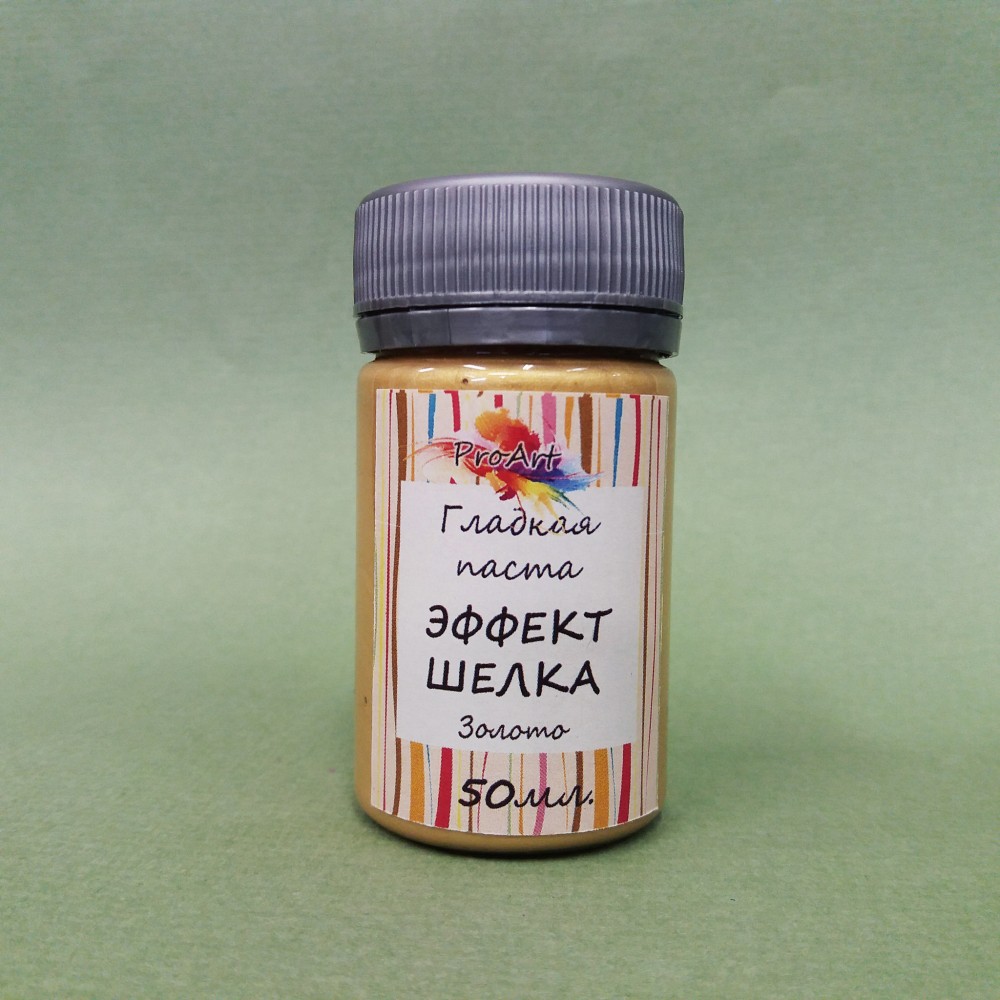 ProArt
Гладкая
паста
ЭФФЕКТ
ШЕЛКА
Золото
50мл.